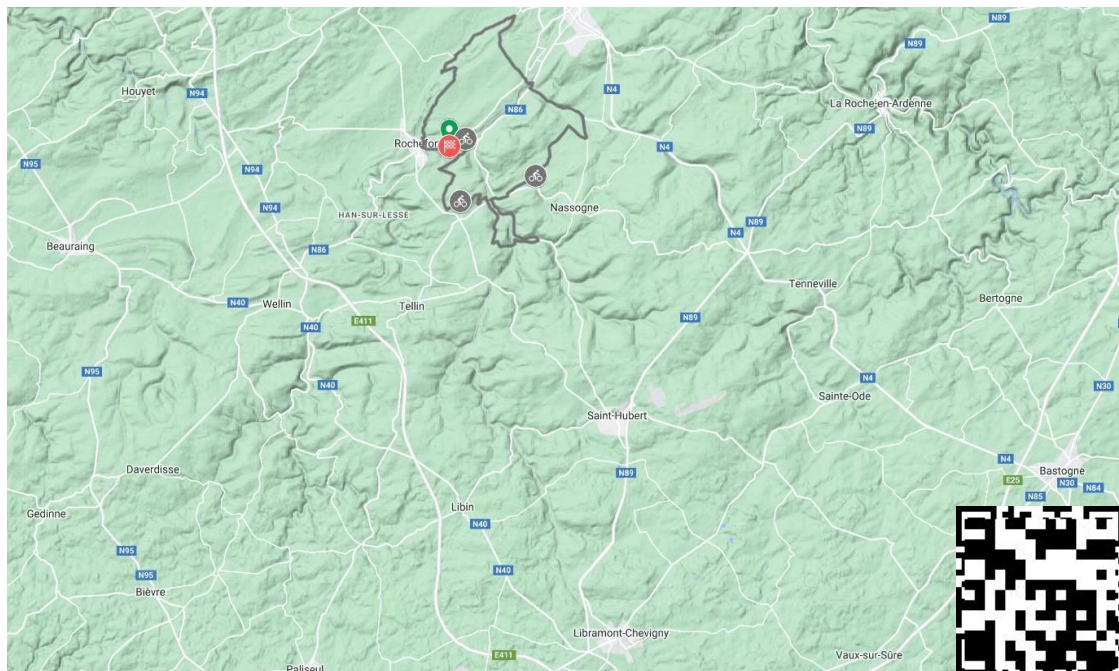 N89
N89
Houyet
N94
N4
La Roche-en-Ardenne
N86
N89
Rochefor
N4
N95
N94
N94
Nassogne
HAN-SUR-LESSE
N89
N4
Beauraing
N86
Tenneville
Bertogne
N40
Wellin
Tellin
N89
E411
N40
N95
N4
N40
N30
Sainte-Ode
Saint-Hubert
N4
Bastogne
Daverdisse
N89
E25
N30
N84
N85
Libin
Gedinne
N40
N95
N40
N95
Bièvre
Libramont-Chevigny
E411
Vaux-sur-Sûre
Paliseul